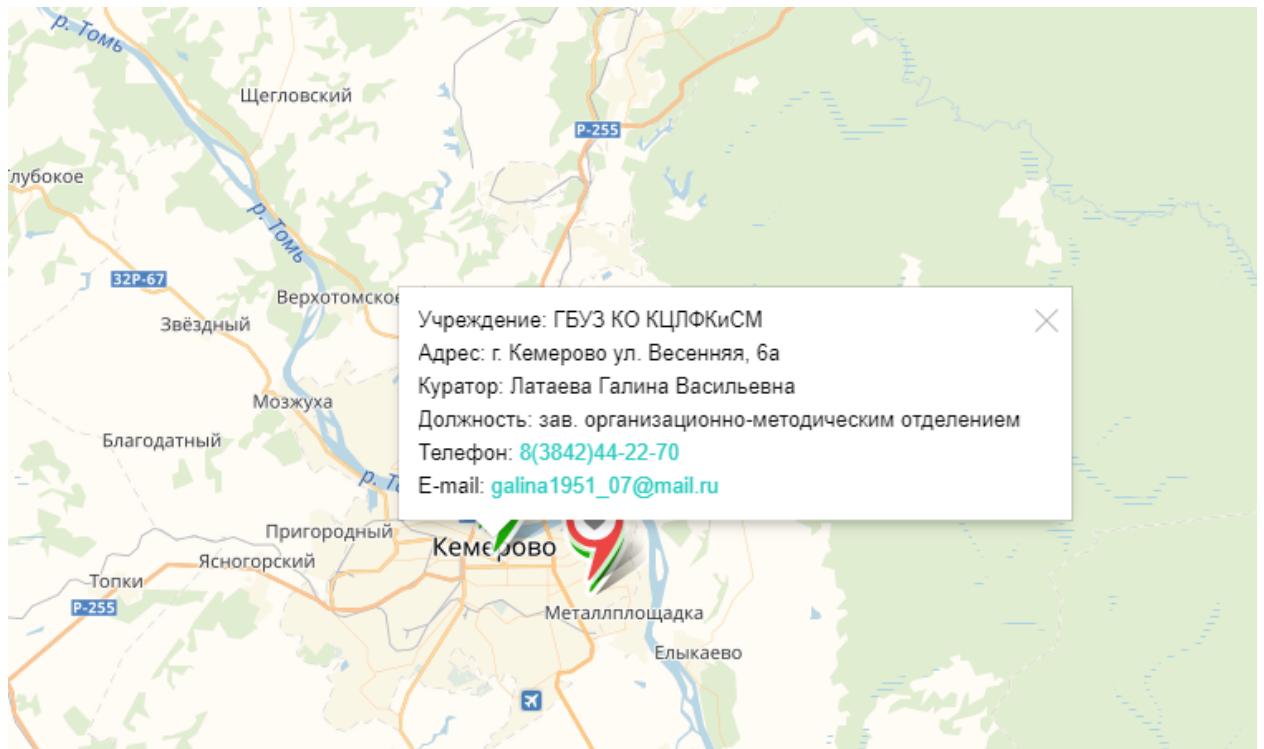 р. Томь
Щегловский
Р-255
лубокое
р. Томь
32Р-67
Верхотомское
Звёздный
Учреждение: ГБУЗ КО КЦЛФКиСМ
Адрес: г. Кемерово ул. Весенняя, 6а
Куратор: Латаева Галина Васильевна
Должность: зав. организационно-методическим отделением
Телефон: 8(3842)44-22-70
E-mail: galina1951_07@mail.ru
Мозжуха
Благодатный
р. Т
Пригородный
Кемерово
Ясногорский
Топки
Р-255
Металлплощадка
Елыкаево